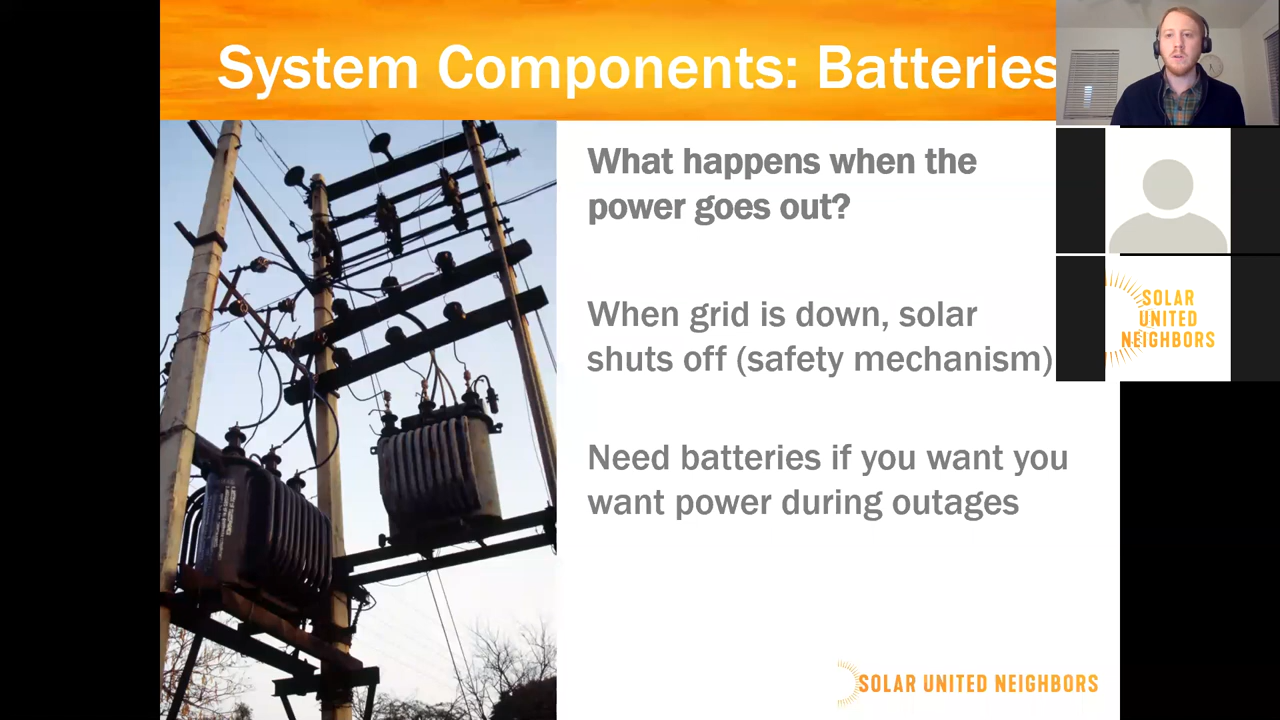 System Components: Batteries
What happens when the
power goes out?
When grid is down, solar
shuts off (safety mechanism)
Need batteries if you want you
want power during outages
SOLAR
UNITED
NEIGHBORS
SOLAR UNITED NEIGHBORS